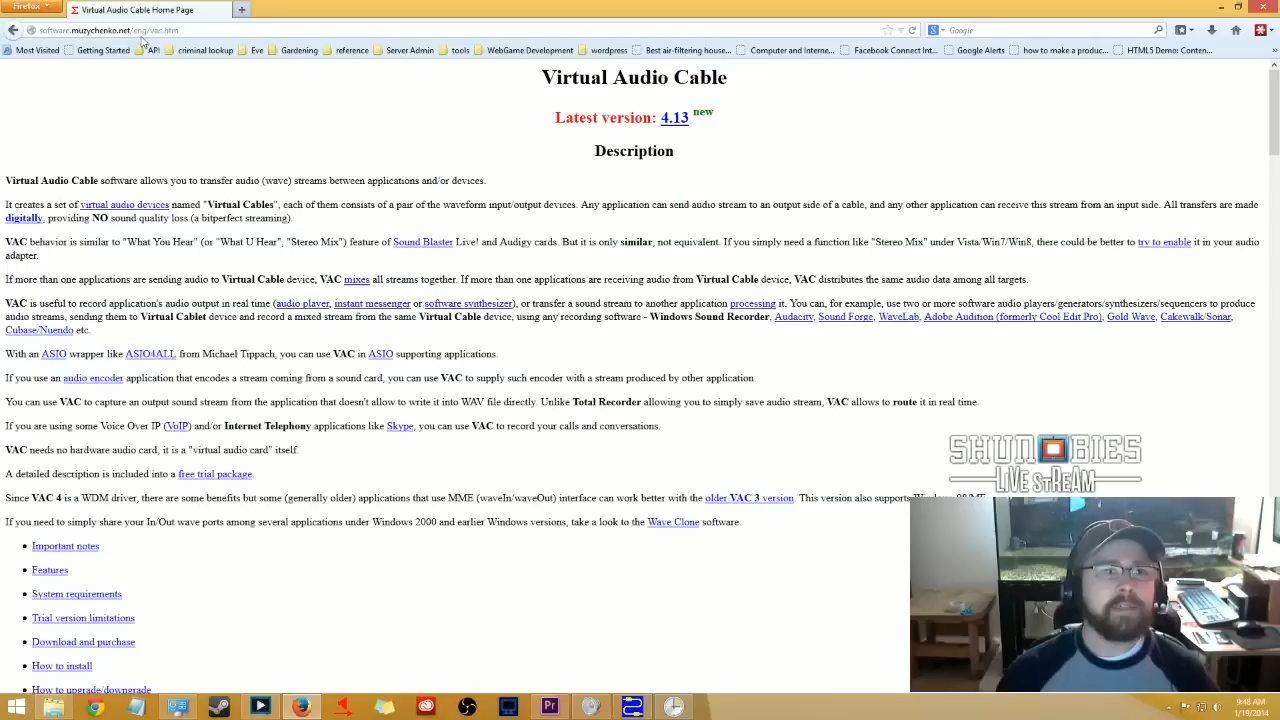 Firefox
Virtual Audio Cable Home Page
software.muzychenko.net/eng/vac.htm
Google
Most Visited Getting Started API criminal lookup Eve Gardening reference Server Admin tools WebGame Development wordpress Best air-filtering house... Computer and Interne... Facebook Connect Int... Google Alerts how to make a produc... HTML5 Demo: Conten...
Virtual Audio Cable
Latest version: 4.13 new
Description
Virtual Audio Cable software allows you to transfer audio (wave) streams between applications and/or devices.
It creates a set of virtual audio devices named "Virtual Cables", each of them consists of a pair of the waveform input/output devices. Any application can send audio stream to an output side of a cable, and any other application can receive this stream from an input side. All transfers are made
digitally, providing NO sound quality loss (a bitperfect streaming).
VAC behavior is similar to "What You Hear" (or "What U Hear", "Stereo Mix") feature of Sound Blaster Live! and Audigy cards. But it is only similar, not equivalent. If you simply need a function like "Stereo Mix" under Vista/Win7/Win8, there could be better to try to enable it in your audio
adapter.
If more than one applications are sending audio to Virtual Cable device, VAC mixes all streams together. If more than one applications are receiving audio from Virtual Cable device, VAC distributes the same audio data among all targets.
VAC is useful to record application's audio output in real time (audio player, instant messenger or software synthesizer), or transfer a sound stream to another application processing it. You can, for example, use two or more software audio players/generators/synthesizers/sequencers to produce
audio streams, sending them to Virtual Cablet device and record a mixed stream from the same Virtual Cable device, using any recording software - Windows Sound Recorder, Audacity, Sound Forge, WaveLab, Adobe Audition (formerly Cool Edit Pro), Gold Wave, Cakewalk/Sonar,
Cubase/Nuendo etc.
With an ASIO wrapper like ASIO4ALL from Michael Tippach, you can use VAC in ASIO supporting applications.
If you use an audio encoder application that encodes a stream coming from a sound card, you can use VAC to supply such encoder with a stream produced by other application.
You can use VAC to capture an output sound stream from the application that doesn't allow to write it into WAV file directly. Unlike Total Recorder allowing you to simply save audio stream, VAC allows to route it in real time.
If you are using some Voice Over IP (VoIP) and/or Internet Telephony applications like Skype, you can use VAC to record your calls and conversations.
VAC needs no hardware audio card, it is a "virtual audio card" itself.
A detailed description is included into a free trial package.
Since VAC 4 is a WDM driver, there are some benefits but some (generally older) applications that use MME (waveIn/waveOut) interface can work better with the older VAC 3 version. This version also supports
If you need to simply share your In/Out wave ports among several applications under Windows 2000 and earlier Windows versions, take a look to the Wave Clone software.
SHUNOBIES
LIVE STREAM
Important notes
Features
System requirements
Trial version limitations
Download and purchase
How to install
How to upgrade/downgrade
Pr
9:48 AM
1/19/2014